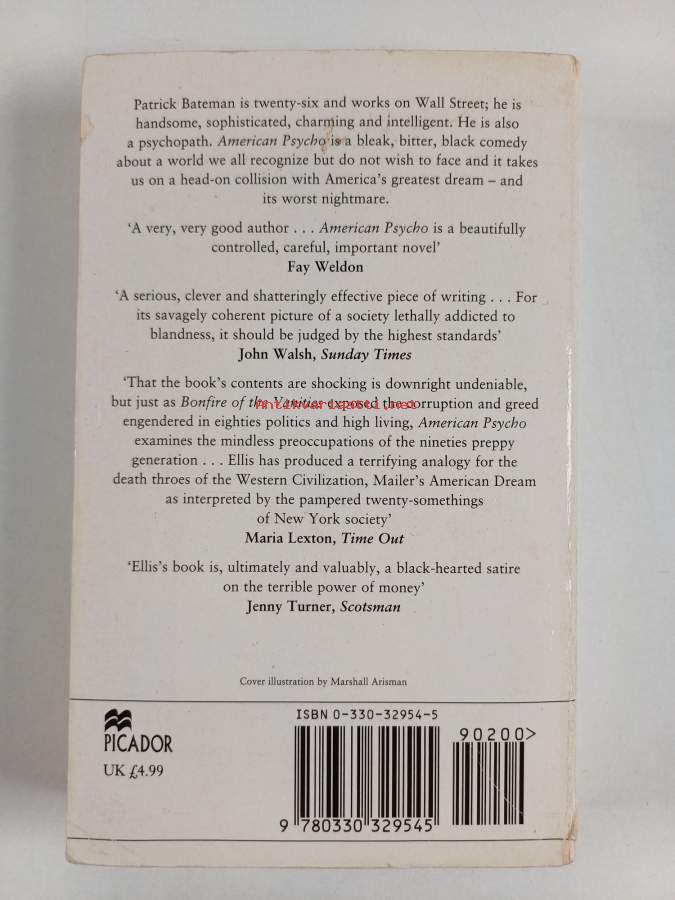 Patrick Bateman is twenty-six and works on Wall Street; he is
handsome, sophisticated, charming and intelligent. He is also
a psychopath. American Psycho is a bleak, bitter, black comedy
about a world we all recognize but do not wish to face and it takes
us on a head-on collision with America's greatest dream – and
its worst nightmare.
‘A very, very good author . . . American Psycho is a beautifully
controlled, careful, important novel’
Fay Weldon
‘A serious, clever and shatteringly effective piece of writing . . . For
its savagely coherent picture of a society lethally addicted to
blandness, it should be judged by the highest standards’
John Walsh, Sunday Times
‘That the book's contents are shocking is downright undeniable,
but just as Bonfire of the Vanities exposed the corruption and greed
Antikvariaatti.net
engendered in eighties politics and high living, American Psycho
examines the mindless preoccupations of the nineties preppy
generation . . . Ellis has produced a terrifying analogy for the
death throes of the Western Civilization, Mailer's American Dream
as interpreted by the pampered twenty-somethings
of New York society’
Maria Lexton, Time Out
‘Ellis's book is, ultimately and valuably, a black-hearted satire
on the terrible power of money’
Jenny Turner, Scotsman
Cover illustration by Marshall Arisman
PICADOR
UK £4.99
ISBN 0-330-32954-5
90200>
9 780330 329545